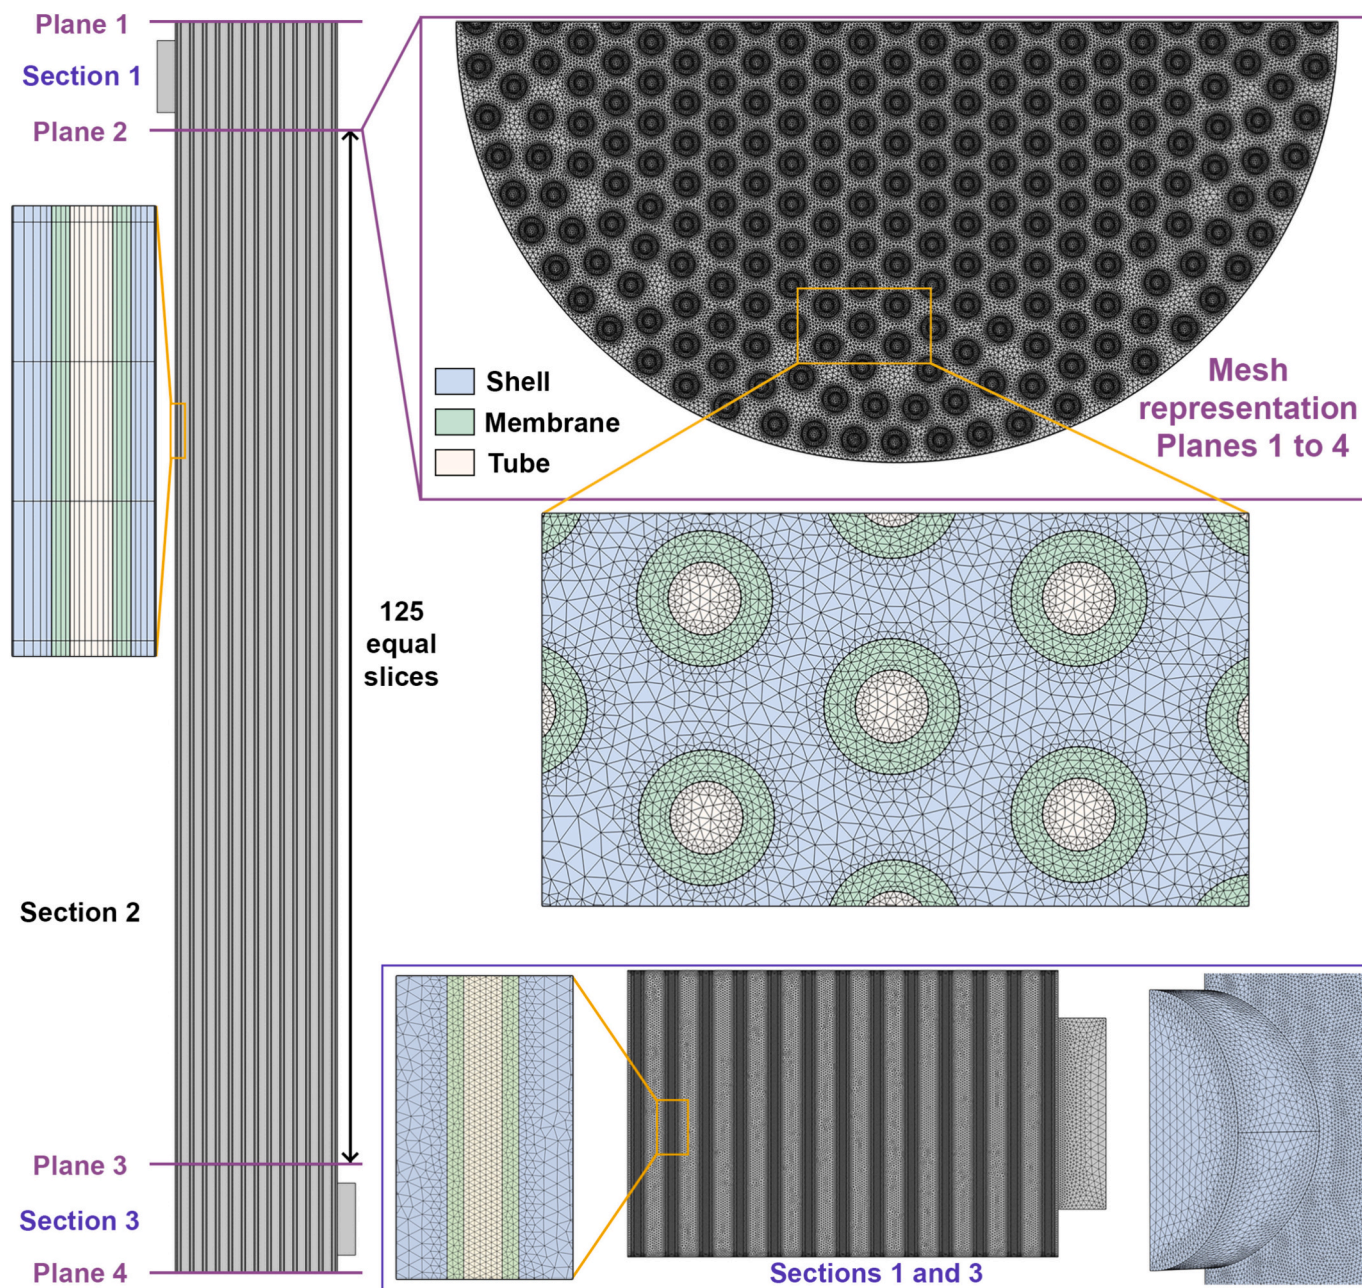 Plane 1
Section 1
Plane 2
Shell
Membrane
Tube
Mesh
representation
Planes 1 to 4
125
equal
slices
Section 2
Plane 3
Section 3
Plane 4
Sections 1 and 3